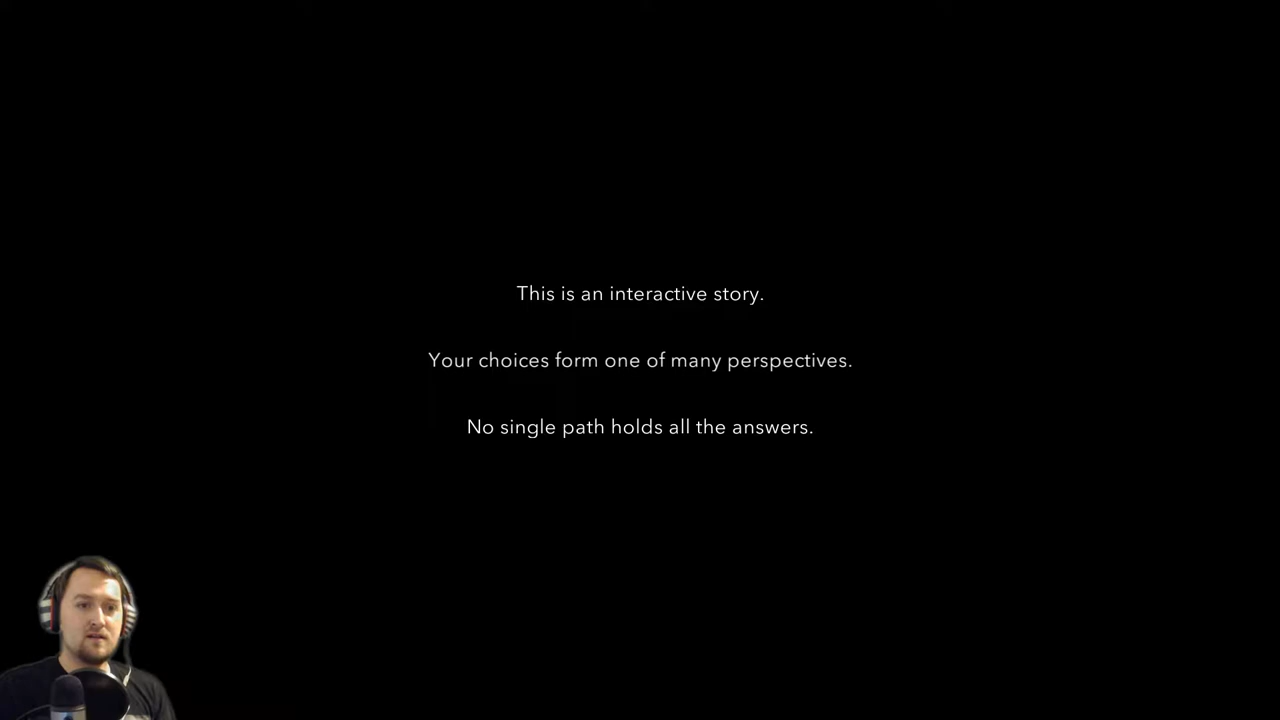 This is an interactive story.
Your choices form one of many perspectives.
No single path holds all the answers.